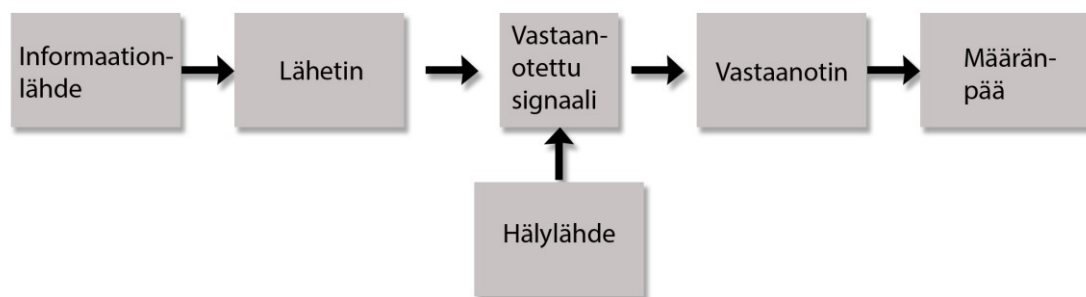 Informaation-
lähde
Lähetin
Vastaan-
otettu
signaali
Vastaanotin
Määrän-
pää
Hälylähde